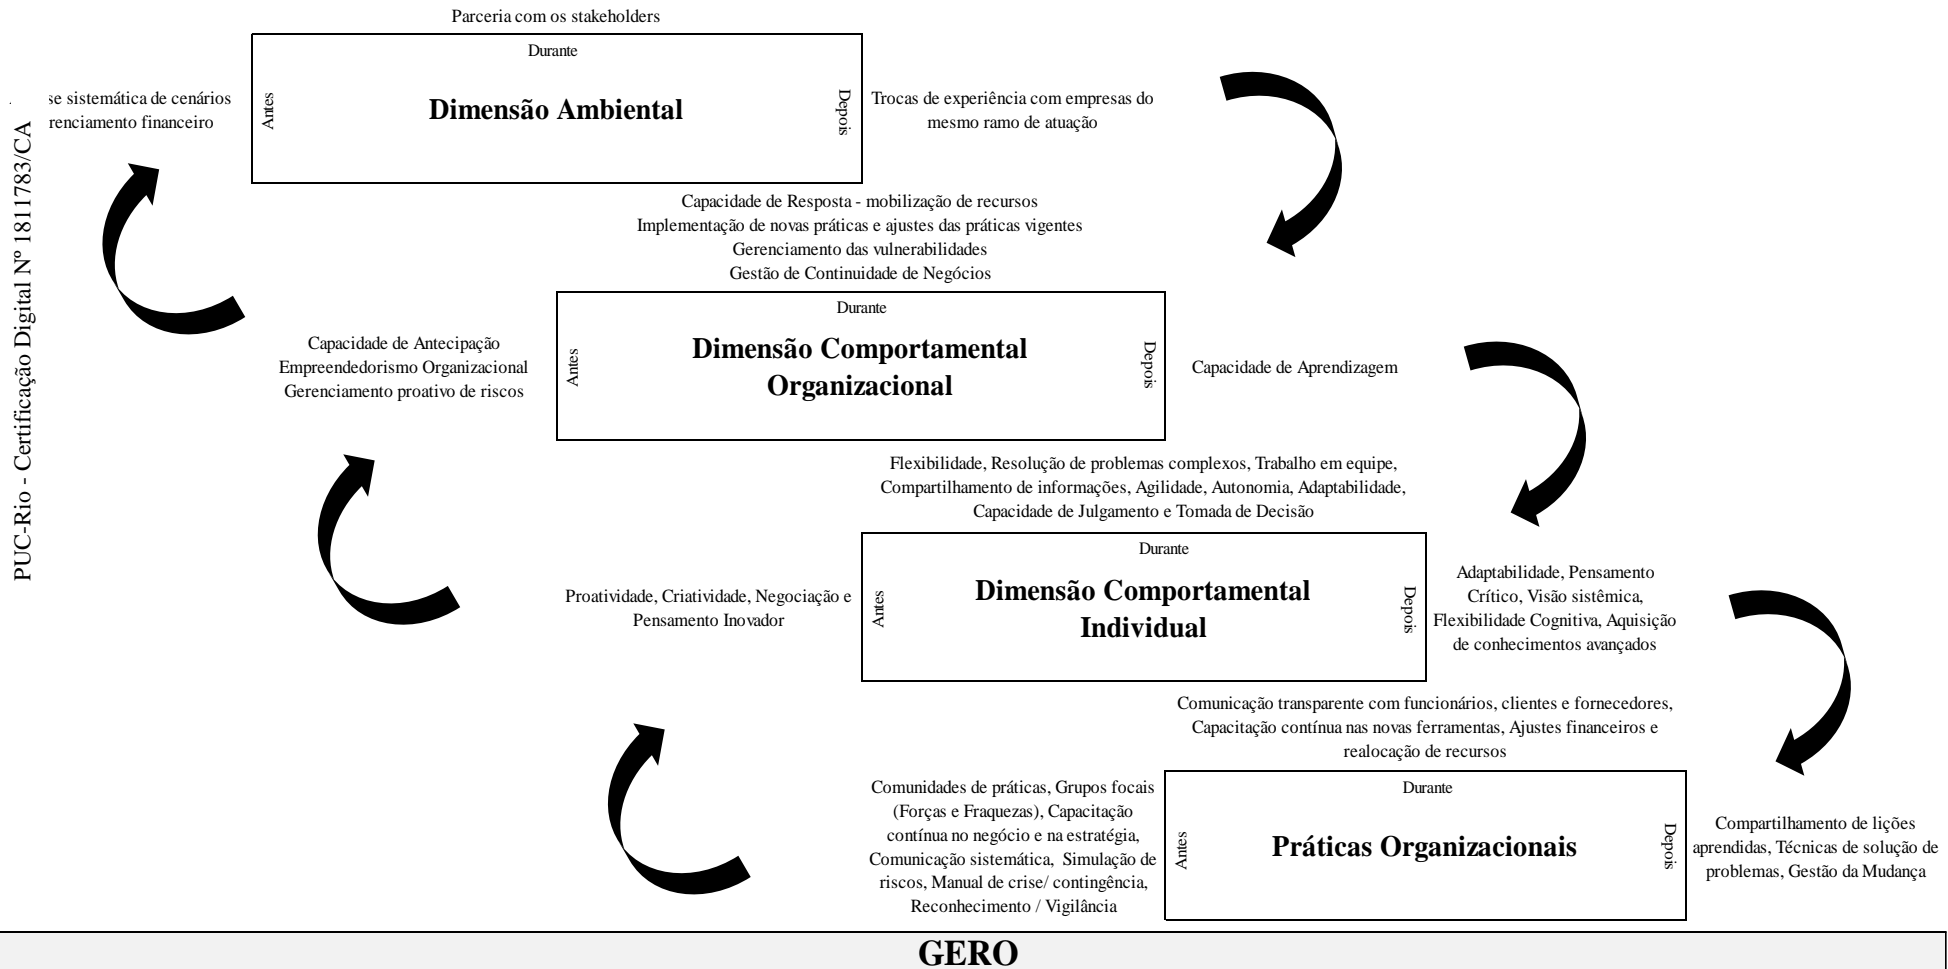 Parceria com os stakeholders
Durante
sistemática de cenários
financeiro
Antes
Dimensão Ambiental
Depois
Trocas de experiência com empresas do
mesmo ramo de atuação
PUC-Rio - Certificação Digital Nº 1811783/CA
Capacidade de Resposta - mobilização de recursos
Implementação de novas práticas e ajustes das práticas vigentes
Gerenciamento das vulnerabilidades
Gestão de Continuidade de Negócios
Durante
Capacidade de Antecipação
Empreendedorismo Organizacional
Gerenciamento proativo de riscos
Antes
Dimensão Comportamental
Organizacional
Depois
Capacidade de Aprendizagem
Flexibilidade, Resolução de problemas complexos, Trabalho em equipe,
Compartilhamento de informações, Agilidade, Autonomia, Adaptabilidade,
Capacidade de Julgamento e Tomada de Decisão
Durante
Proatividade, Criatividade, Negociação e
Pensamento Inovador
Antes
Dimensão Comportamental
Individual
Depois
Adaptabilidade, Pensamento
Crítico, Visão sistêmica,
Flexibilidade Cognitiva, Aquisição
de conhecimentos avançados
Comunicação transparente com funcionários, clientes e fornecedores,
Capacitação contínua nas novas ferramentas, Ajustes financeiros e
realocação de recursos
Durante
Comunidades de práticas, Grupos focais
(Forças e Fraquezas), Capacitação
contínua no negócio e na estratégia,
Comunicação sistemática, Simulação de
riscos, Manual de crise/ contingência,
Reconhecimento / Vigilância
Antes
Práticas Organizacionais
Depois
Compartilhamento de lições
aprendidas, Técnicas de solução de
problemas, Gestão da Mudança
GERO